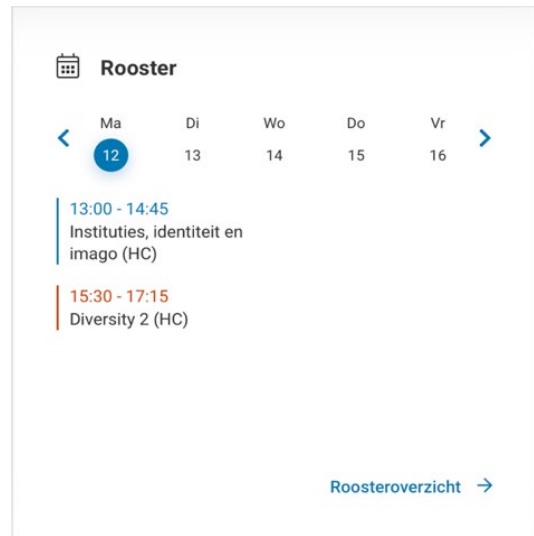 Rooster
Ma Di Wo Do Vr
12 13 14 15 16
13:00 - 14:45
Instituties, identiteit en
imago (HC)
15:30 - 17:15
Diversity 2 (HC)
Roosteroverzicht